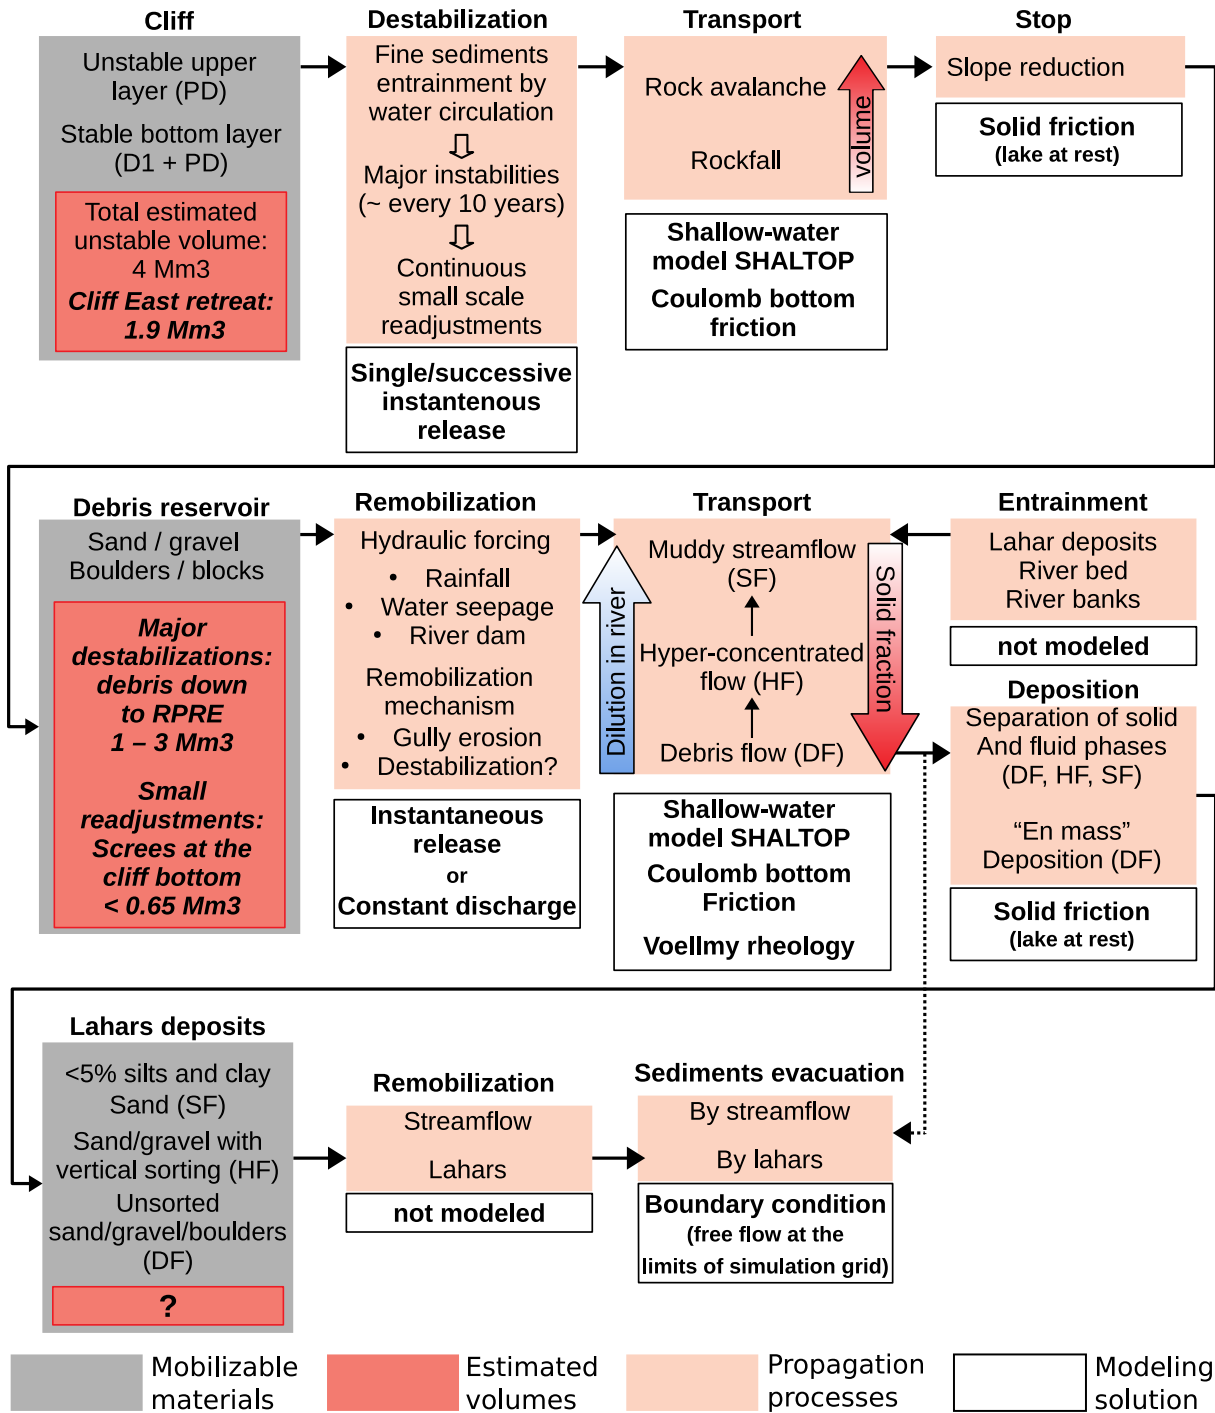 Cliff
Unstable upper
layer (PD)
Stable bottom layer
(D1 + PD)
Total estimated
unstable volume:
4 Mm3
Cliff East retreat:
1.9 Mm3
Destabilization
Fine sediments
entrainment by
water circulation
Major instabilities
(~ every 10 years)
Continuous
small scale
readjustments
Single/successive
instantenous
release
Transport
Rock avalanche
Rockfall
volume
Shallow-water
model SHALTOP
Coulomb bottom
friction
Stop
Slope reduction
Solid friction
(lake at rest)
Debris reservoir
Sand / gravel
Boulders / blocks
Major
destabilizations:
debris down
to RPRE
1 – 3 Mm3
Small
readjustments:
Screes at the
cliff bottom
< 0.65 Mm3
Remobilization
Hydraulic forcing
• Rainfall
• Water seepage
• River dam
Remobilization
mechanism
• Gully erosion
• Destabilization?
Instantaneous
release
or
Constant discharge
Transport
Dilution in river
Muddy streamflow
(SF)
Hyper-concentrated
flow (HF)
Debris flow (DF)
Solid fraction
Shallow-water
model SHALTOP
Coulomb bottom
Friction
Voellmy rheology
Entrainment
Lahar deposits
River bed
River banks
not modeled
Deposition
Separation of solid
And fluid phases
(DF, HF, SF)
“En mass”
Deposition (DF)
Solid friction
(lake at rest)
Lahars deposits
<5% silts and clay
Sand (SF)
Sand/gravel with
vertical sorting (HF)
Unsorted
sand/gravel/boulders
(DF)
?
Remobilization
Streamflow
Lahars
not modeled
Sediments evacuation
By streamflow
By lahars
Boundary condition
(free flow at the
limits of simulation grid)
Mobilizable
materials
Estimated
volumes
Propagation
processes
Modeling
solution